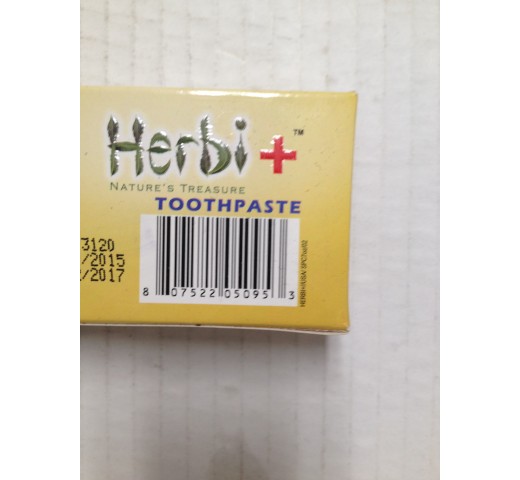 Herbi +™
NATURE'S TREASURE
TOOTHPASTE
3120
/2015
/2017
8 07522 05095 3